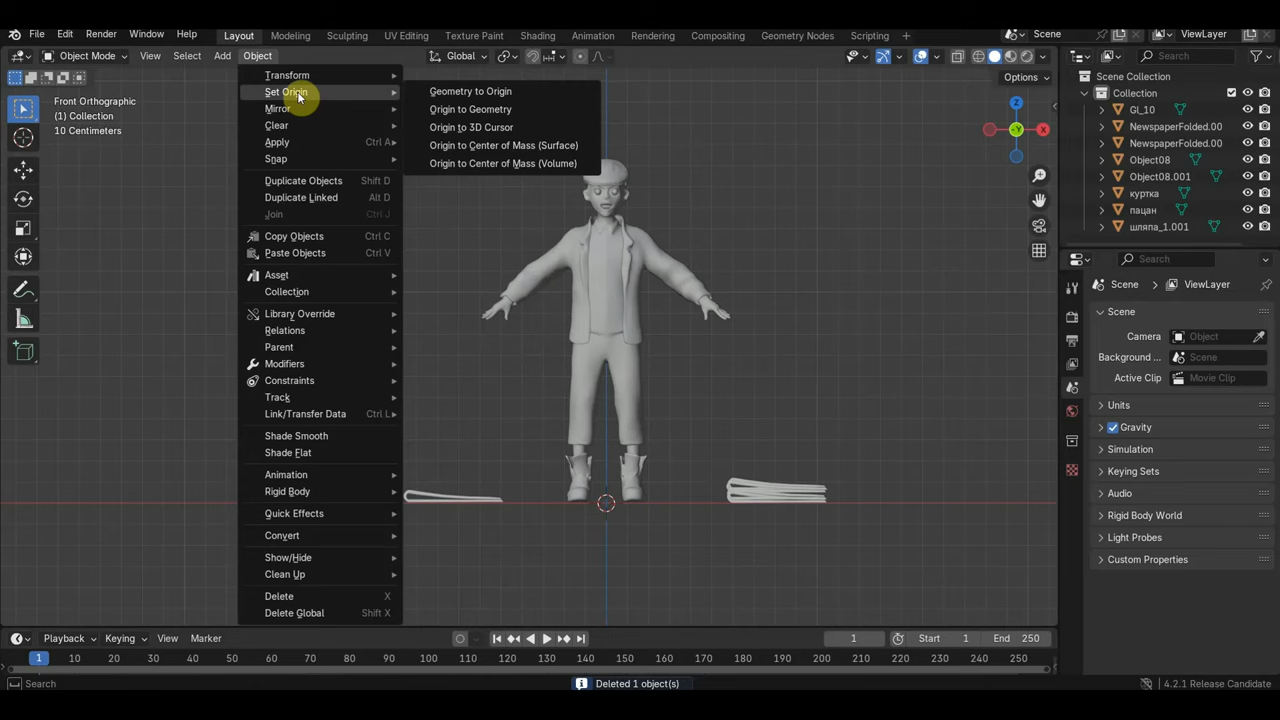 File Edit Render Window Help Layout Modeling Sculpting UV Editing Texture Paint Shading Animation Rendering Compositing Geometry Nodes Scripting Scene ViewLayer
Object Mode View Select Add Object Global Search
Options
Front Orthographic
(1) Collection
10 Centimeters
Transform
Set Origin
Mirror
Clear
Apply Ctrl A
Snap
Duplicate Objects Shift D
Duplicate Linked Alt D
Join Ctrl J
Copy Objects Ctrl C
Paste Objects Ctrl V
Asset
Collection
Library Override
Relations
Parent
Modifiers
Constraints
Track
Link/Transfer Data Ctrl L
Shade Smooth
Shade Flat
Animation
Rigid Body
Quick Effects
Convert
Show/Hide
Clean Up
Delete X
Delete Global Shift X
Geometry to Origin
Origin to Geometry
Origin to 3D Cursor
Origin to Center of Mass (Surface)
Origin to Center of Mass (Volume)
Z
-Y
X
Scene Collection
Collection
GI_10
NewspaperFolded.00
NewspaperFolded.00
Object08
Object08.001
куртка
пацан
шляпа_1.001
Search
Scene ViewLayer
Scene
Camera Object
Background ... Scene
Active Clip Movie Clip
Units
Gravity
Simulation
Keying Sets
Audio
Rigid Body World
Light Probes
Custom Properties
Playback Keying View Marker 1 Start 1 End 250
1 10 20 30 40 50 60 70 80 90 100 110 120 130 140 150 160 170 180 190 200 210 220 230 240 250
Search Deleted 1 object(s) 4.2.1 Release Candidate